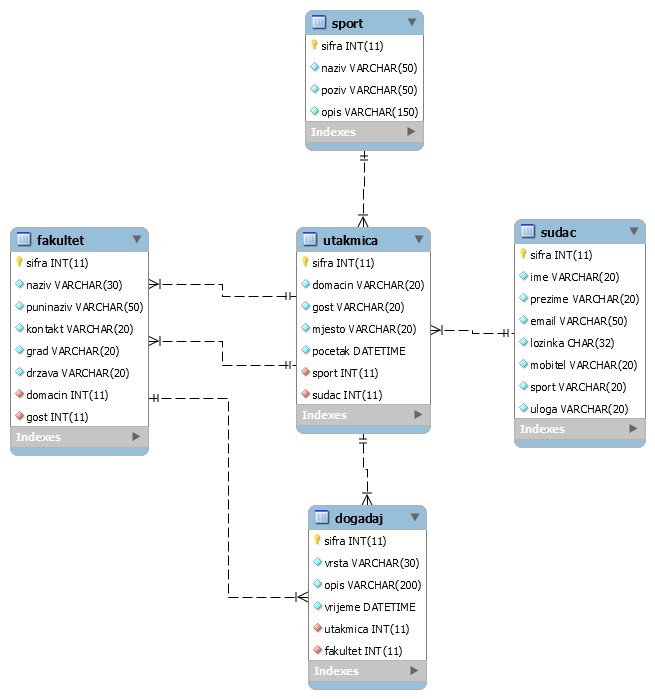 sport
sifra INT(11)
naziv VARCHAR(50)
poziv VARCHAR(50)
opis VARCHAR(150)
Indexes
fakultet
sifra INT(11)
naziv VARCHAR(30)
puninaziv VARCHAR(50)
kontakt VARCHAR(20)
grad VARCHAR(20)
drzava VARCHAR(20)
domacin INT(11)
gost INT(11)
Indexes
utakmica
sifra INT(11)
domacin VARCHAR(20)
gost VARCHAR(20)
mjesto VARCHAR(20)
pocetak DATETIME
sport INT(11)
sudac INT(11)
Indexes
sudac
sifra INT(11)
ime VARCHAR(20)
prezime VARCHAR(20)
email VARCHAR(50)
lozinka CHAR(32)
mobitel VARCHAR(20)
sport VARCHAR(20)
uloga VARCHAR(20)
Indexes
dogadaj
sifra INT(11)
vrsta VARCHAR(30)
opis VARCHAR(200)
vrijeme DATETIME
utakmica INT(11)
fakultet INT(11)
Indexes